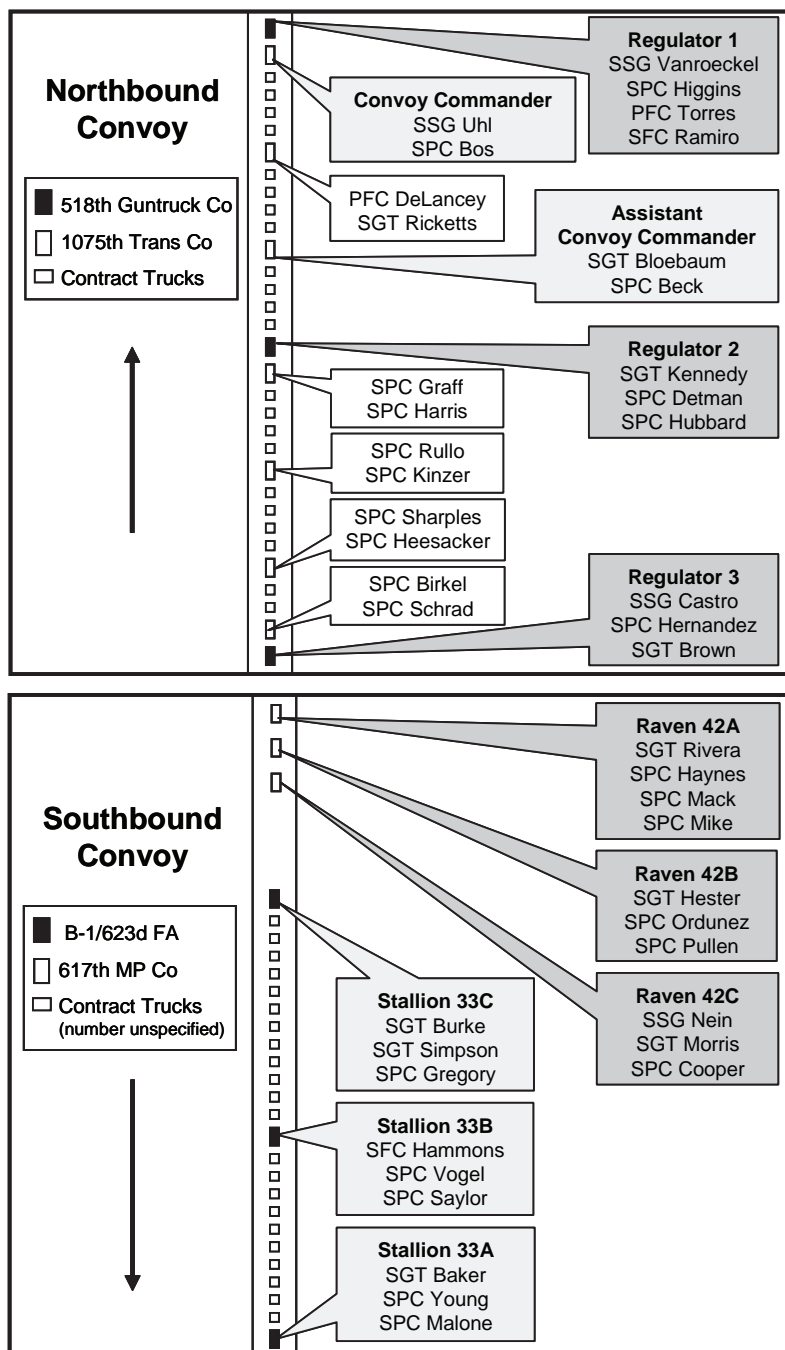 Northbound
Convoy
518th Guntruck Co
1075th Trans Co
Contract Trucks
Regulator 1
SSG Vanroeckel
SPC Higgins
PFC Torres
SFC Ramiro
Convoy Commander
SSG Uhl
SPC Bos
PFC DeLancey
SGT Ricketts
Assistant
Convoy Commander
SGT Bloebaum
SPC Beck
Regulator 2
SGT Kennedy
SPC Detman
SPC Hubbard
SPC Graff
SPC Harris
SPC Rullo
SPC Kinzer
SPC Sharples
SPC Heesacker
SPC Birkel
SPC Schrad
Regulator 3
SSG Castro
SPC Hernandez
SGT Brown
Southbound
Convoy
B-1/623d FA
617th MP Co
Contract Trucks
(number unspecified)
Raven 42A
SGT Rivera
SPC Haynes
SPC Mack
SPC Mike
Raven 42B
SGT Hester
SPC Ordunez
SPC Pullen
Raven 42C
SSG Nein
SGT Morris
SPC Cooper
Stallion 33C
SGT Burke
SGT Simpson
SPC Gregory
Stallion 33B
SFC Hammons
SPC Vogel
SPC Saylor
Stallion 33A
SGT Baker
SPC Young
SPC Malone